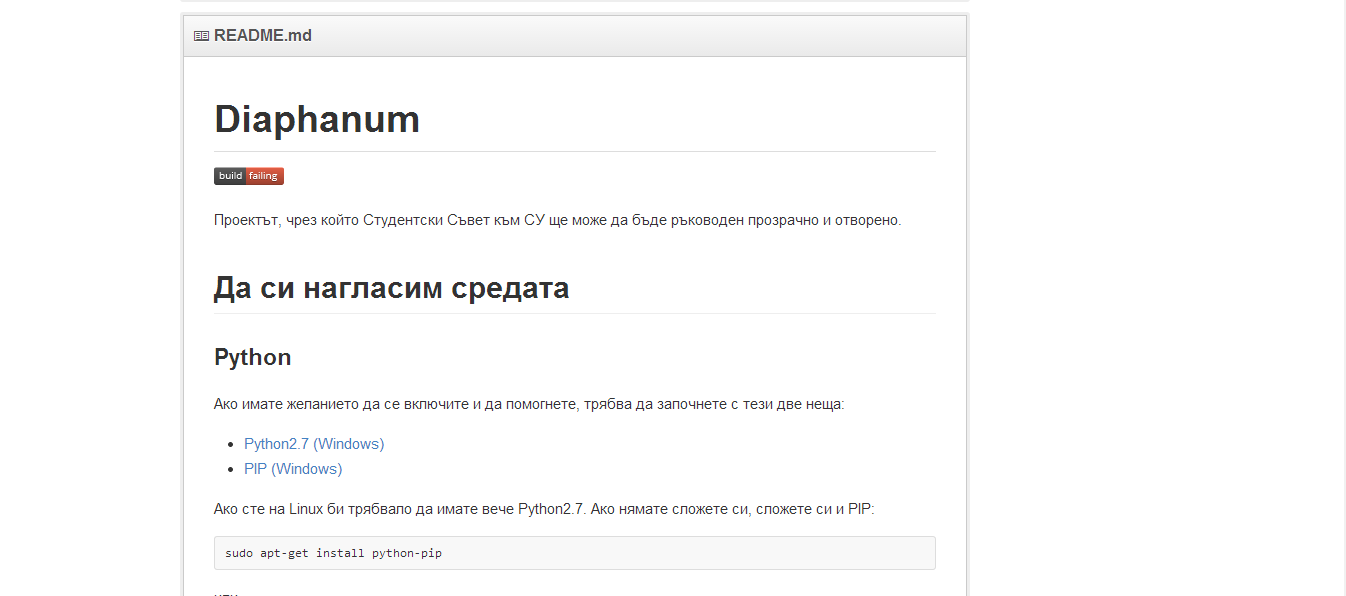 README.md
Diaphanum
build failing
Проектът, чрез който Студентски Съвет към СУ ще може да бъде ръководен прозрачно и отворено.
Да си нагласим средата
Python
Ако имате желанието да се включите и да помогнете, трябва да започнете с тези две неща:
Python2.7 (Windows)
PIP (Windows)
Ако сте на Linux би трябвало да имате вече Python2.7. Ако нямате сложете си, сложете си и PIP:
sudo apt-get install python-pip